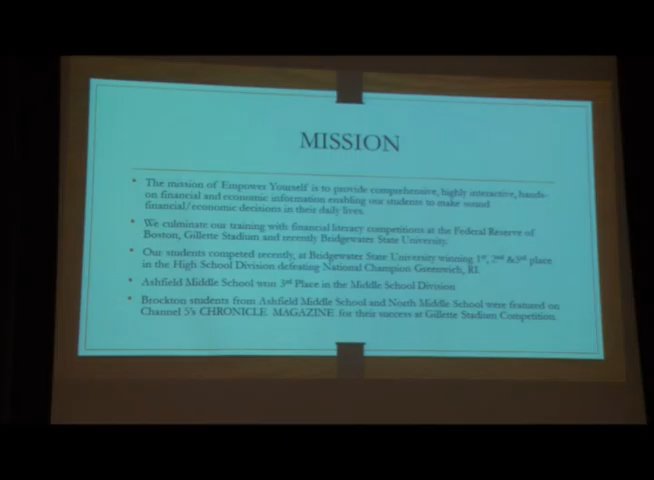 MISSION
• The mission of Empower Yourself is to provide comprehensive, highly interactive, hands-
on financial and economic information enabling our students to make sound
financial/economic decisions in their daily lives.
• We culminate our training with financial literacy competitions at the Federal Reserve of
Boston, Gillette Stadium and recently Bridgewater State University.
• Our students competed recently, at Bridgewater State University winning 1st, 2nd &3rd place
in the High School Division defeating National Champion Greenwich, RI.
• Ashfield Middle School won 3rd Place in the Middle School Division
• Brockton students from Ashfield Middle School and North Middle School were featured on
Channel 5's CHRONICLE MAGAZINE for their success at Gillette Stadium Competition.